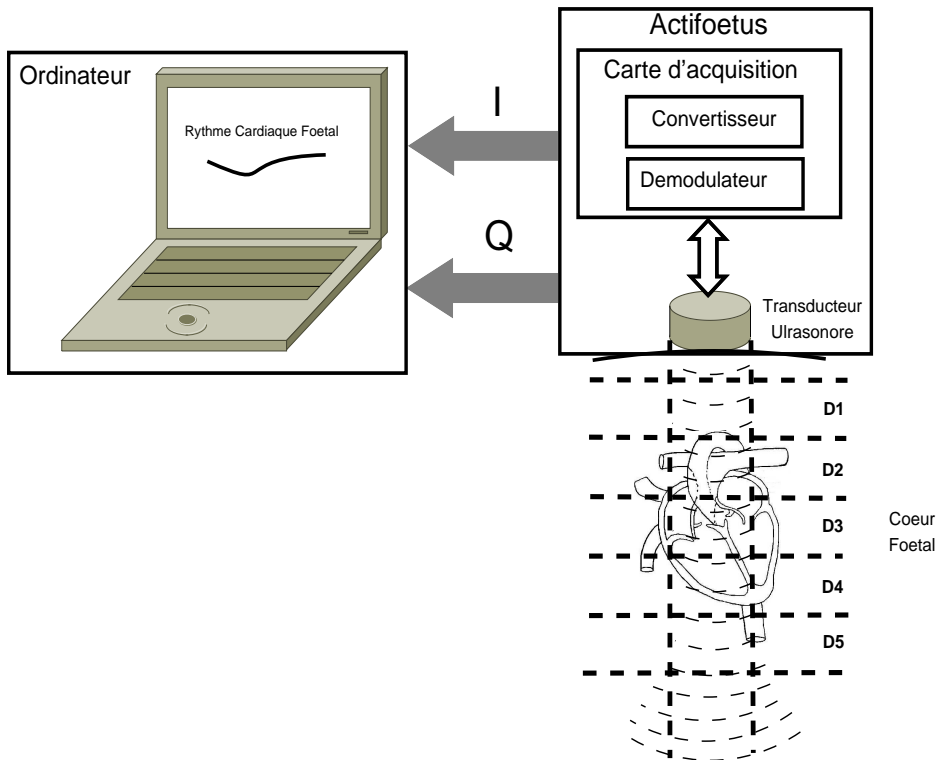 Ordinateur
Rythme Cardiaque Foetal
I
Q
Actifoetus
Carte d'acquisition
Convertisseur
Demodulateur
Transducteur
Ulrasonore
D1
D2
D3
D4
D5
Coeur
Foetal